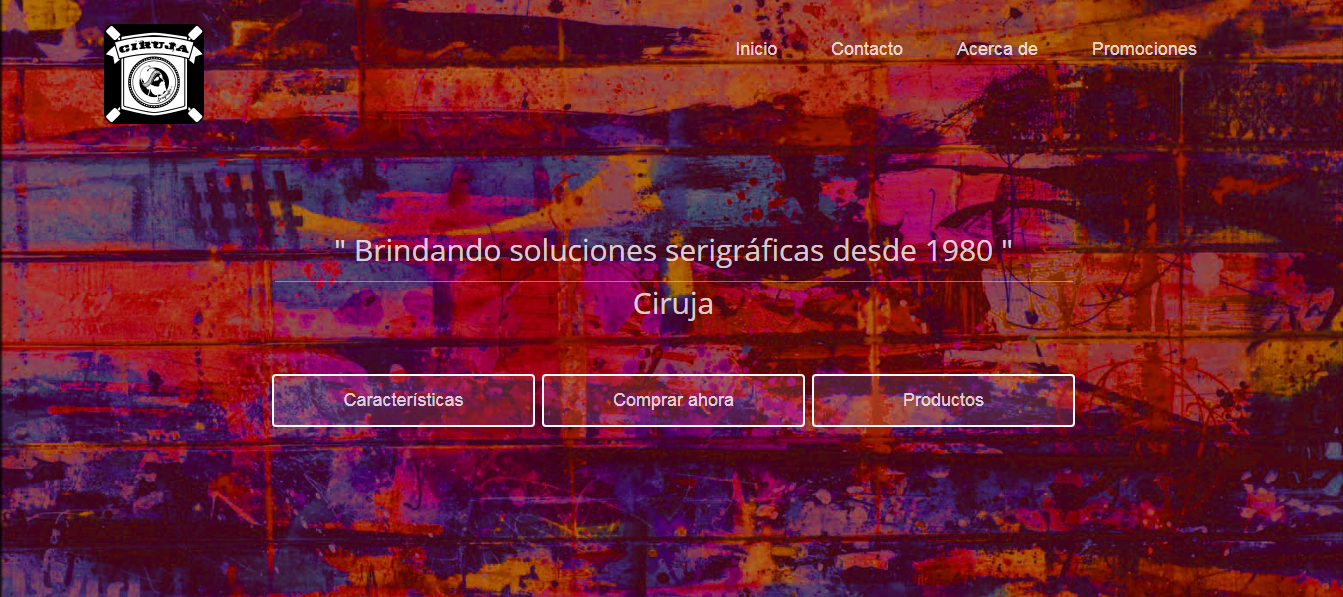 CIRUJA
Inicio Contacto Acerca de Promociones
" Brindando soluciones serigráficas desde 1980 "
Ciruja
Características Comprar ahora Productos